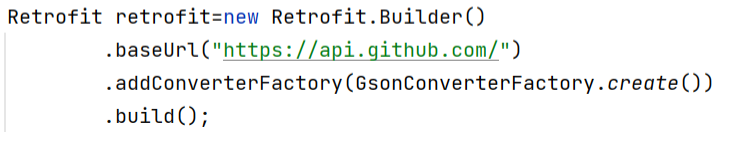 Retrofit retrofit=new Retrofit.Builder()
        .baseUrl("https://api.github.com/")
        .addConverterFactory(GsonConverterFactory.create())
        .build();